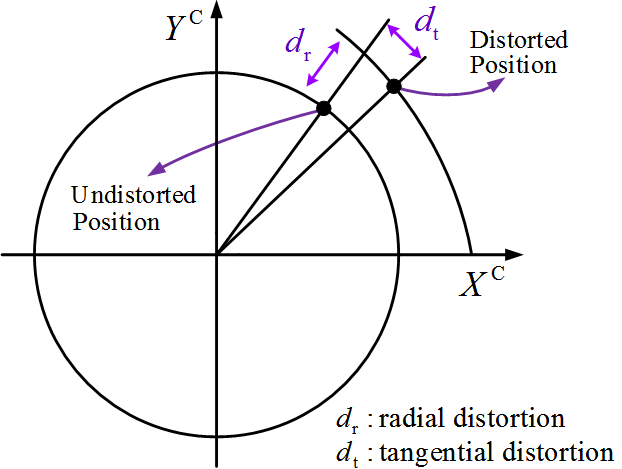 Y^C
d_r
d_t
Distorted
Position
Undistorted
Position
X^C
d_r : radial distortion
d_t : tangential distortion